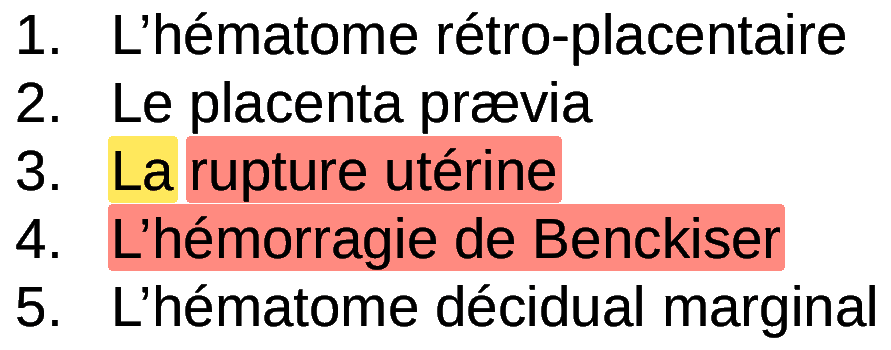 1. L’hématome rétro-placentaire
2. Le placenta prævia
3. La rupture utérine
4. L’hémorragie de Benckiser
5. L’hématome décidual marginal